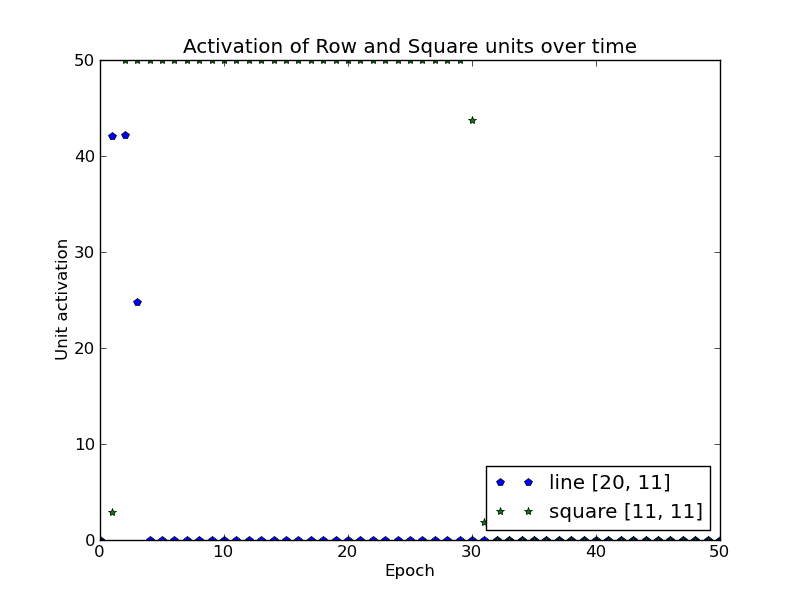 Activation of Row and Square units over time
50
40
30
20
10
0
Unit activation
line [20, 11]
square [11, 11]
0 10 20 30 40 50
Epoch